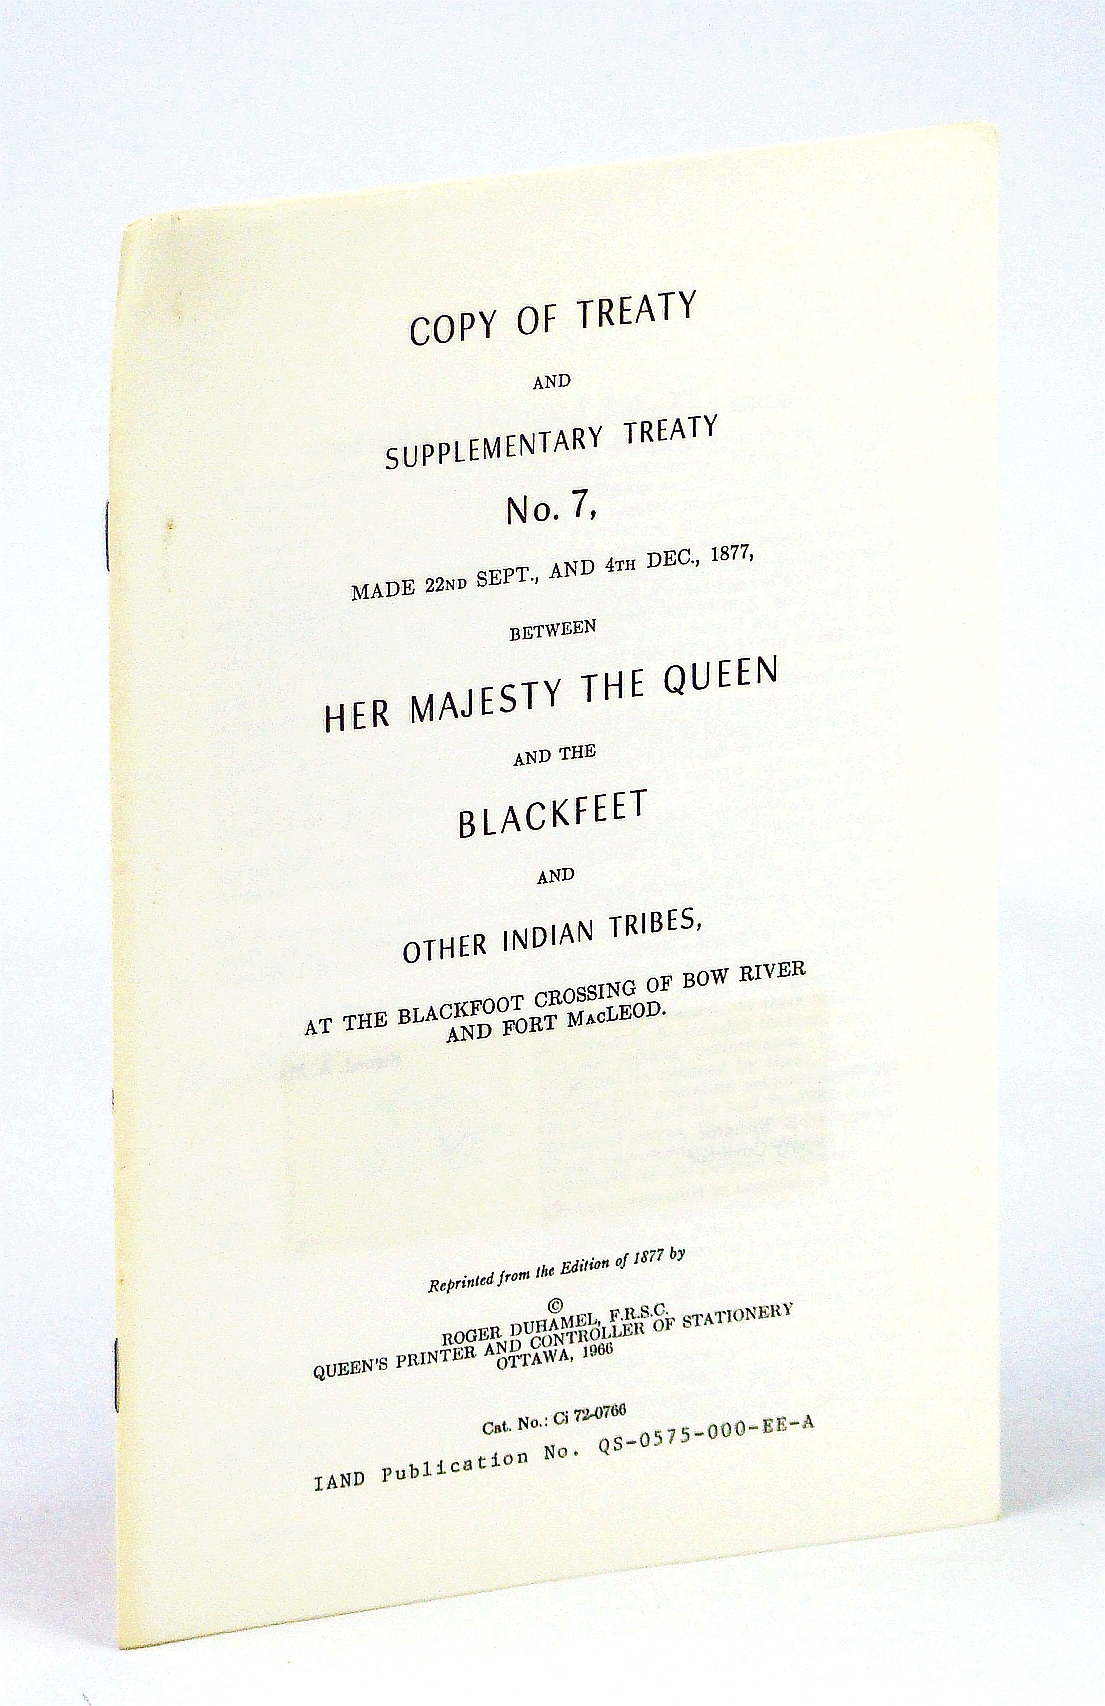 COPY OF TREATY
AND
SUPPLEMENTARY TREATY
No. 7,
MADE 22ND SEPT., AND 4TH DEC., 1877,
BETWEEN
HER MAJESTY THE QUEEN
AND THE
BLACKFEET
AND
OTHER INDIAN TRIBES,
AT THE BLACKFOOT CROSSING OF BOW RIVER
AND FORT MACLEOD.
Reprinted from the Edition of 1877 by
©
ROGER DUHAMEL, F.R.S.C.
QUEEN'S PRINTER AND CONTROLLER OF STATIONERY
OTTAWA, 1966
Cat. No.: Ci 72-0766
IAND Publication No. QS-0575-000-EE-A